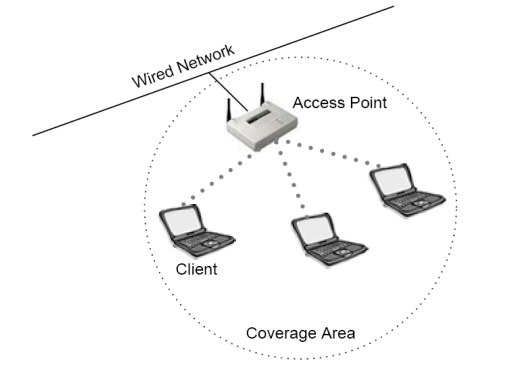 Wired Network
Access Point
Client
Coverage Area